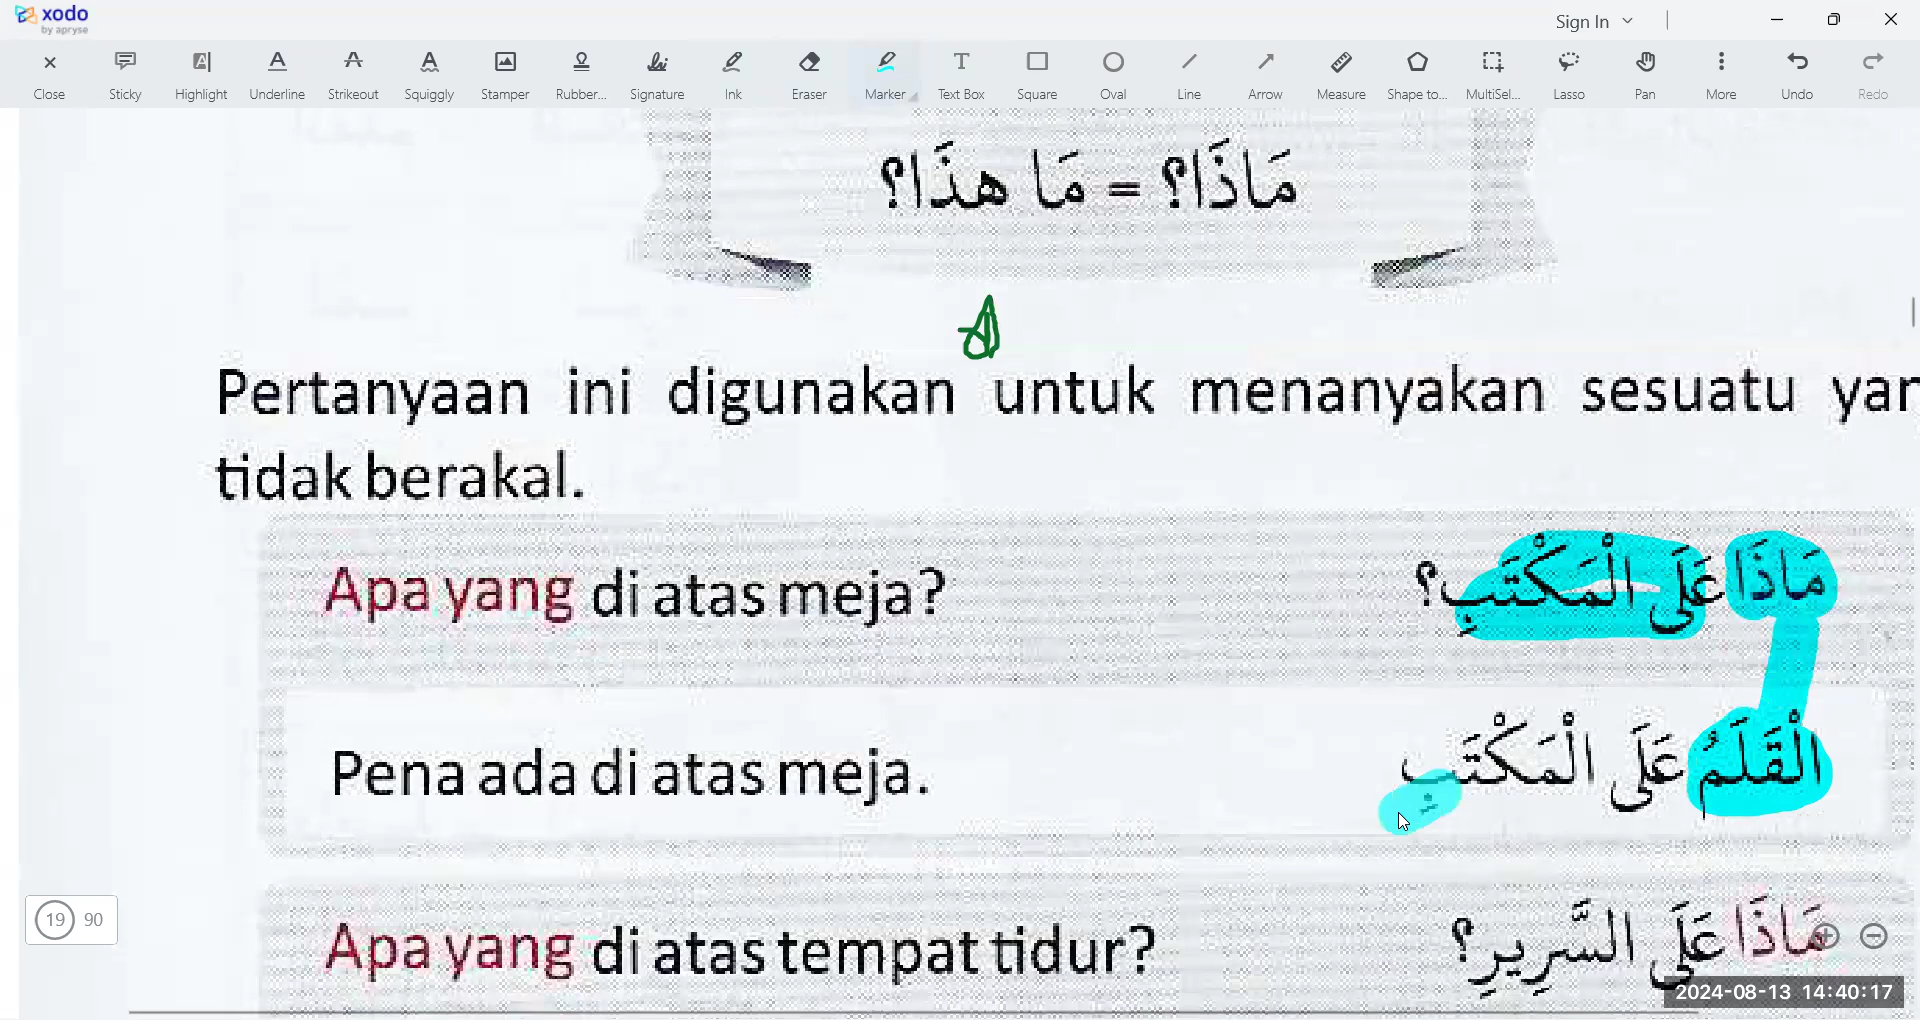 xodo
by apryse
Sign In
Close Sticky Highlight Underline Strikeout Squiggly Stamper Rubber... Signature Ink Eraser Marker Text Box Square Oval Line Arrow Measure Shape to... MultiSel... Lasso Pan More Undo Redo
مَاذَا؟ = مَا هذَا؟
Pertanyaan ini digunakan untuk menanyakan sesuatu yan
tidak berakal.
Apa yang di atas meja? مَاذَا عَلَى الْمَكْتَبِ؟
Pena ada di atas meja. الْقَلَمُ عَلَى الْمَكْتَبِ
Apa yang di atas tempat tidur? مَاذَا عَلَى السَّرِيرِ؟
19 90
2024-08-13 14:40:17